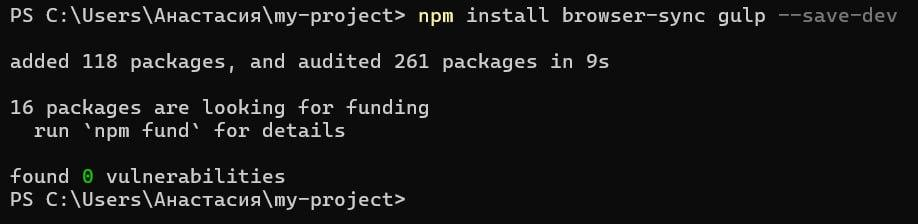 PS C:\Users\Анастасия\my-project> npm install browser-sync gulp --save-dev
added 118 packages, and audited 261 packages in 9s
16 packages are looking for funding
  run `npm fund` for details
found 0 vulnerabilities
PS C:\Users\Анастасия\my-project>